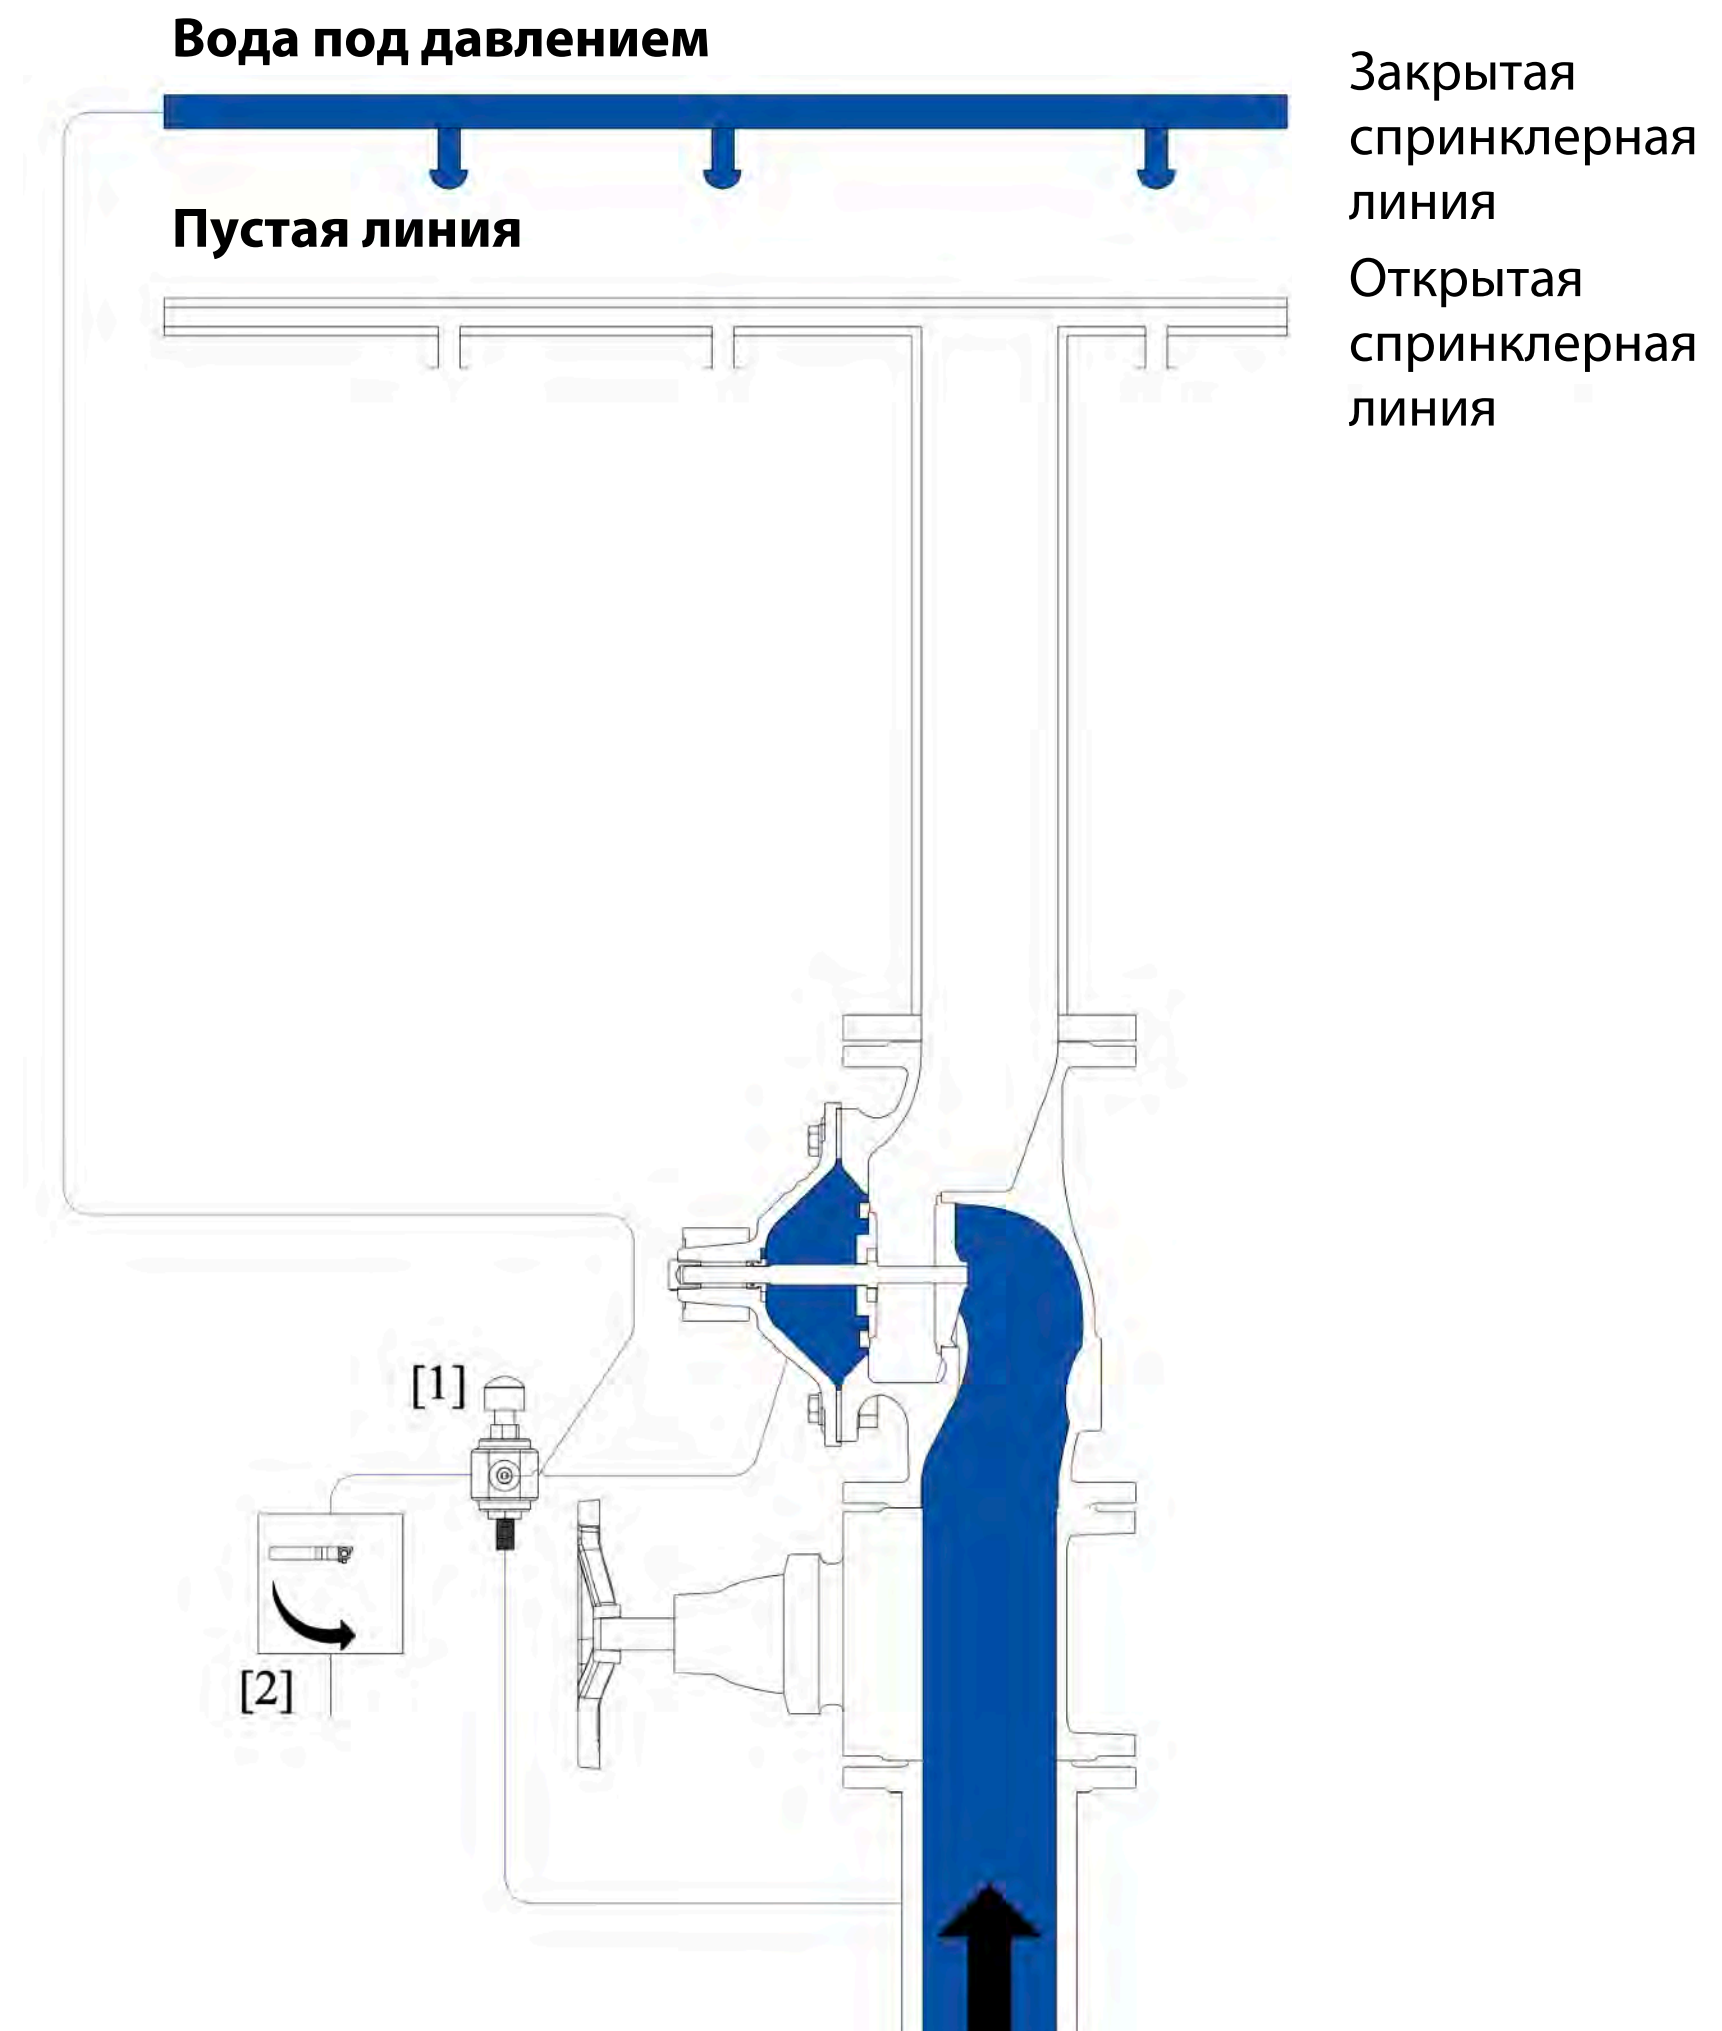 Вода под давлением
Закрытая
спринклерная
линия
Пустая линия
Открытая
спринклерная
линия
[1]
[2]